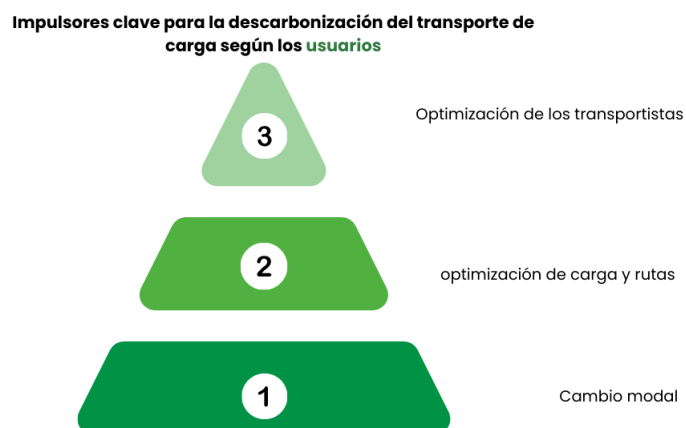 Impulsores clave para la descarbonización del transporte de
carga según los usuarios
3
Optimización de los transportistas
2
optimización de carga y rutas
1
Cambio modal